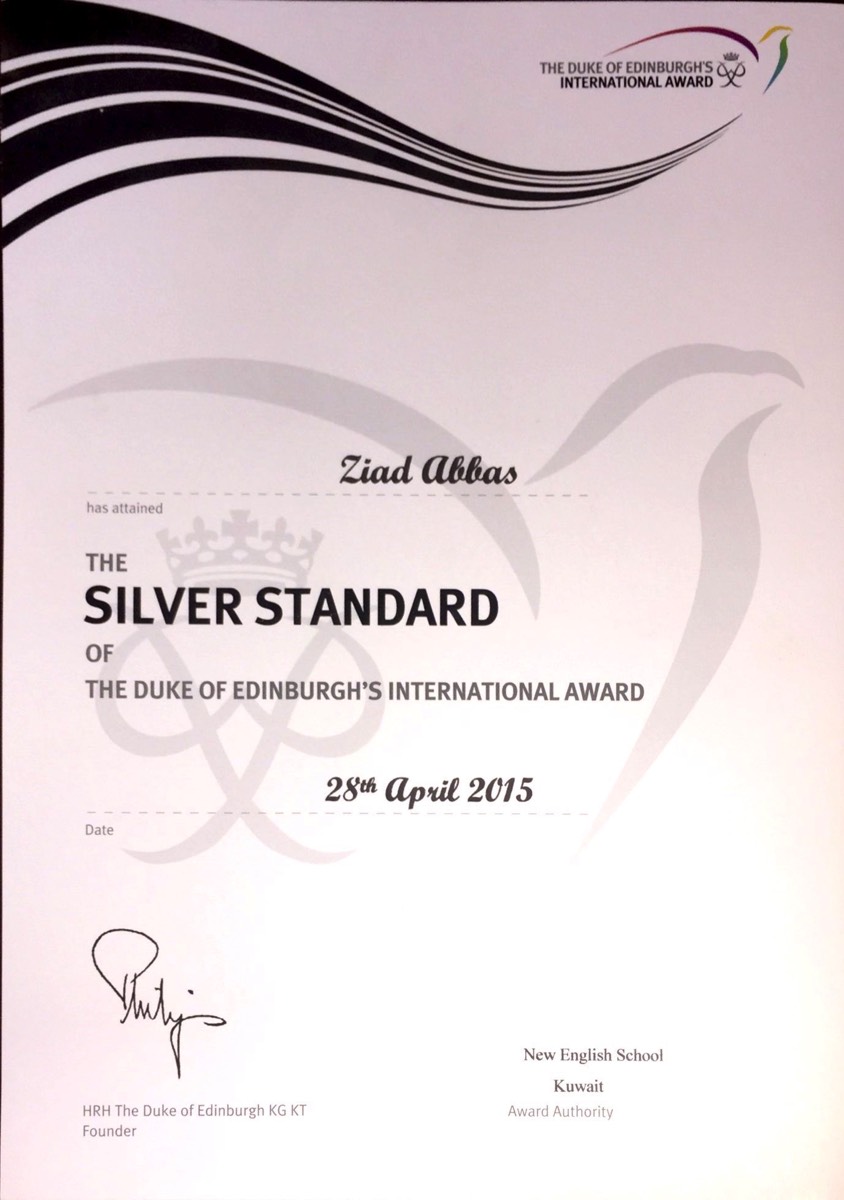 THE DUKE OF EDINBURGH'S
INTERNATIONAL AWARD
Ziad Abbas
has attained
THE
SILVER STANDARD
OF
THE DUKE OF EDINBURGH'S INTERNATIONAL AWARD
28th April 2015
Date
Philip
HRH The Duke of Edinburgh KG KT
Founder
New English School
Kuwait
Award Authority